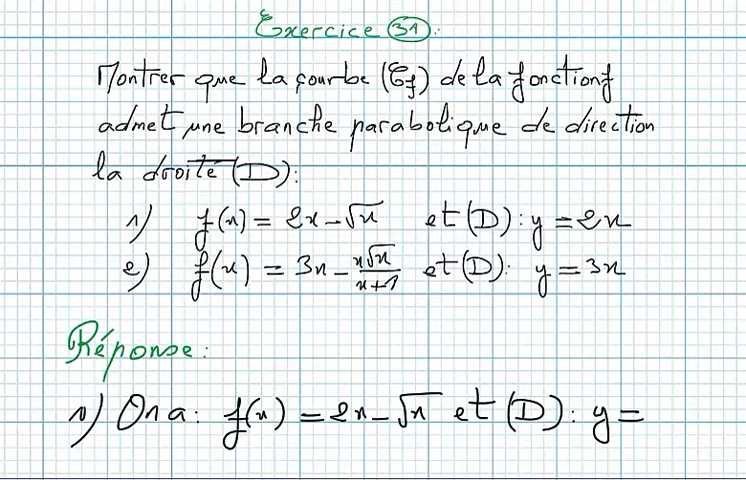 Exercice 31:
Montrer que la courbe (Cf) de la fonction f
admet une branche parabolique de direction
la droite (D):
1) f(x) = 2x - √x et (D): y = 2x
2) f(x) = 3x - x√x/(x+1) et (D): y = 3x
Réponse:
1) On a: f(x) = 2x - √x et (D): y =